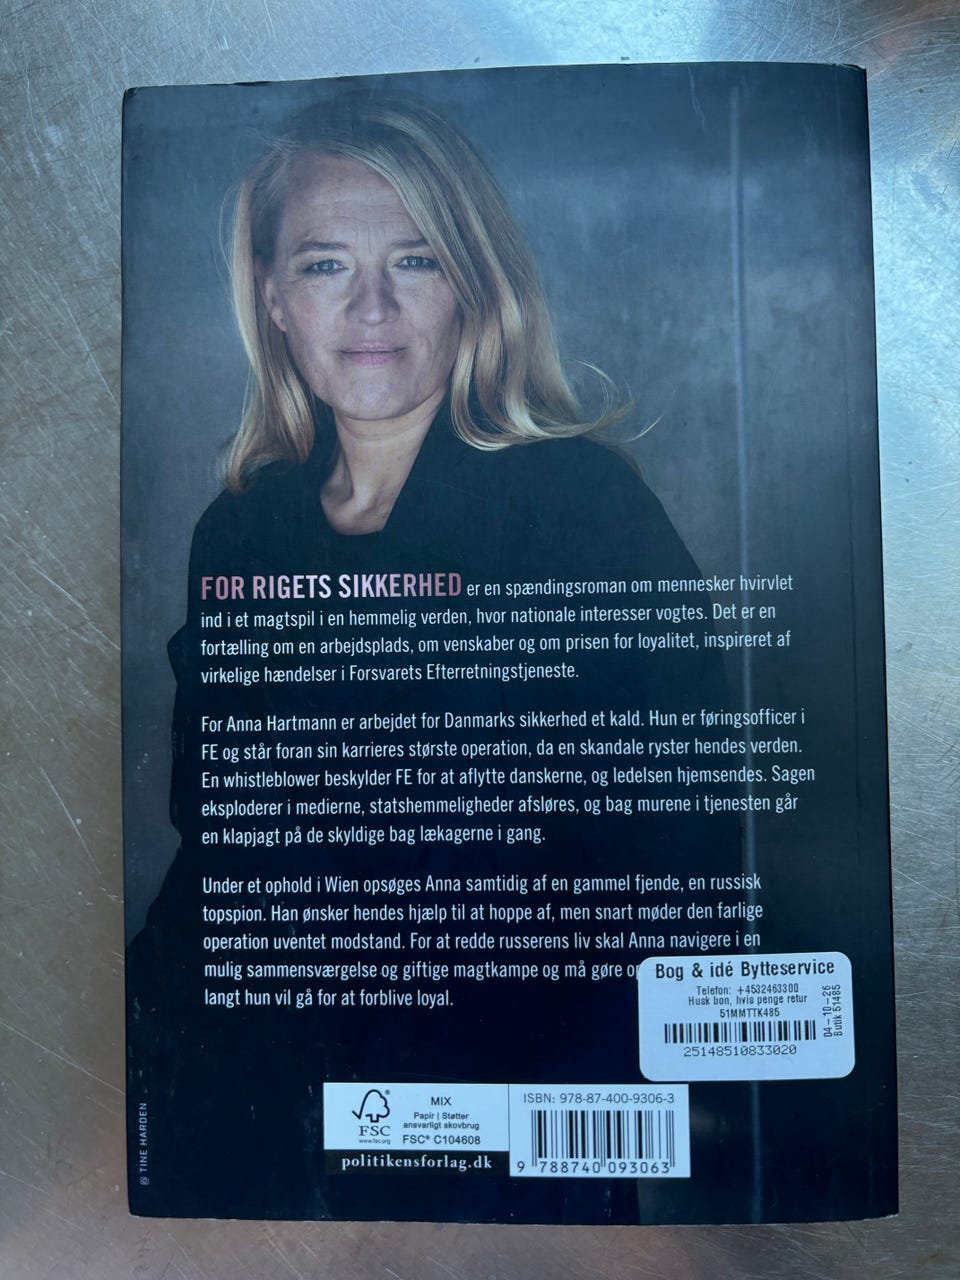 FOR RIGETS SIKKERHED er en spændingsroman om mennesker hvirvlet
ind i et magtspil i en hemmelig verden, hvor nationale interesser vogtes. Det er en
fortælling om en arbejdsplads, om venskaber og om prisen for loyalitet, inspireret af
virkelige hændelser i Forsvarets Efterretningstjeneste.
For Anna Hartmann er arbejdet for Danmarks sikkerhed et kald. Hun er føringsofficer i
FE og står foran sin karrieres største operation, da en skandale ryster hendes verden.
En whistleblower beskylder FE for at aflytte danskerne, og ledelsen hjemsendes. Sagen
eksploderer i medierne, statshemmeligheder afsløres, og bag murene i tjenesten går
en klapjagt på de skyldige bag lækagerne i gang.
Under et ophold i Wien opsøges Anna samtidig af en gammel fjende, en russisk
topspion. Han ønsker hendes hjælp til at hoppe af, men snart møder den farlige
operation uventet modstand. For at redde russerens liv skal Anna navigere i en
mulig sammensværgelse og giftige magtkampe og må gøre
langt hun vil gå for at forblive loyal.
Bog & idé Bytteservice
Telefon: +4532463300
Husk bon, hvis penge retur
51MMTTK485
25148510833020
04-10-26
Butik 51485
FSC
www.fsc.org
MIX
Papir | Støtter
ansvarligt skovbrug
FSC® C104608
politikensforlag.dk
ISBN: 978-87-400-9306-3
9 788740 093063
TINE HARDEN